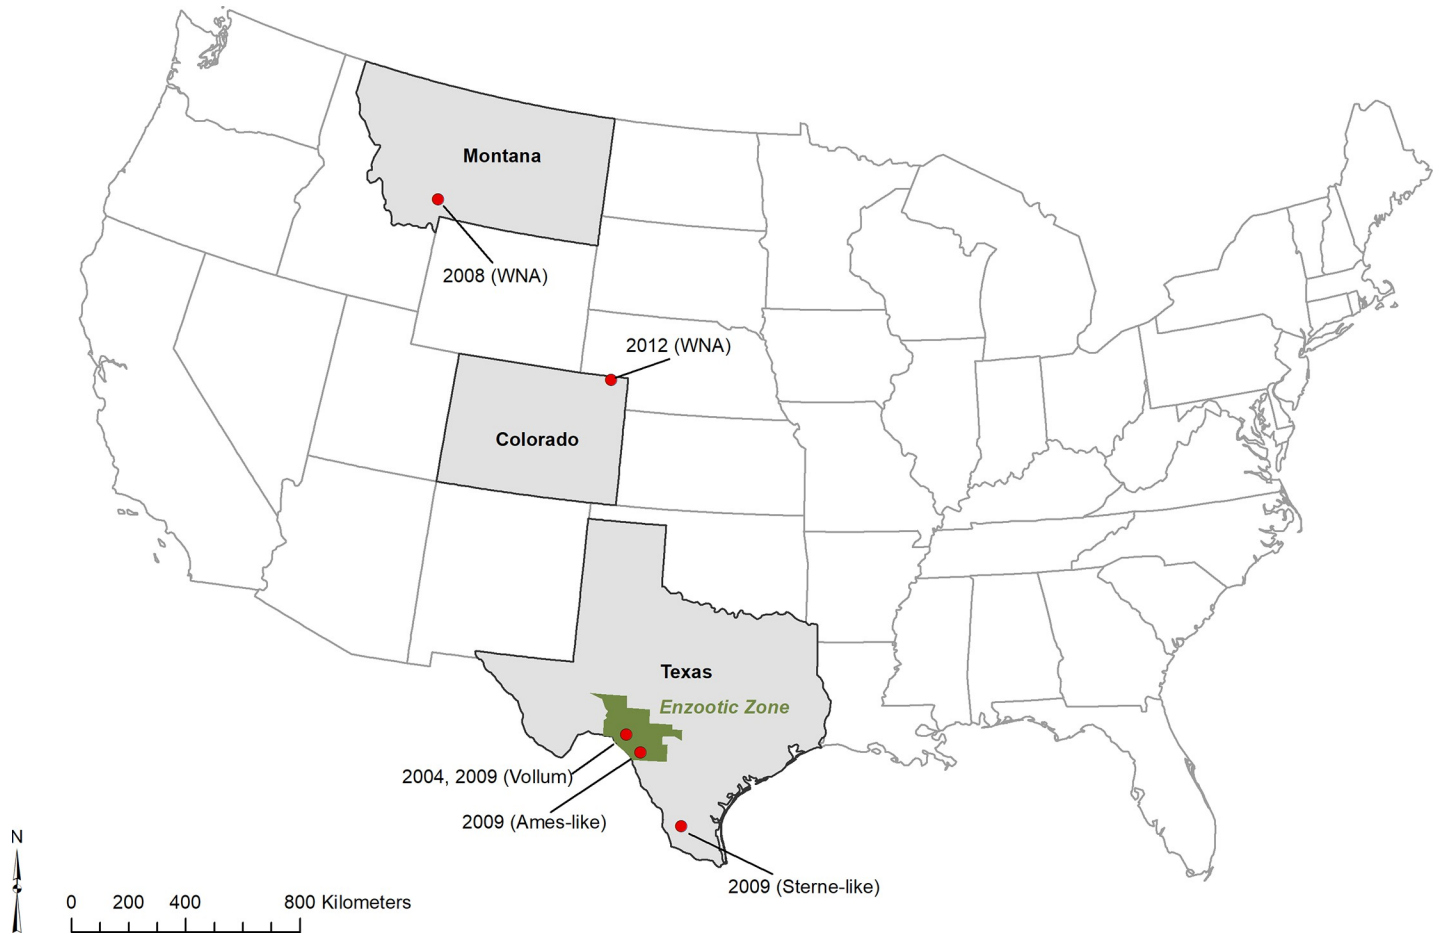 Montana
2008 (WNA)
2012 (WNA)
Colorado
Texas
Enzootic Zone
2004, 2009 (Vollum)
2009 (Ames-like)
2009 (Sterne-like)
N
0 200 400 800 Kilometers